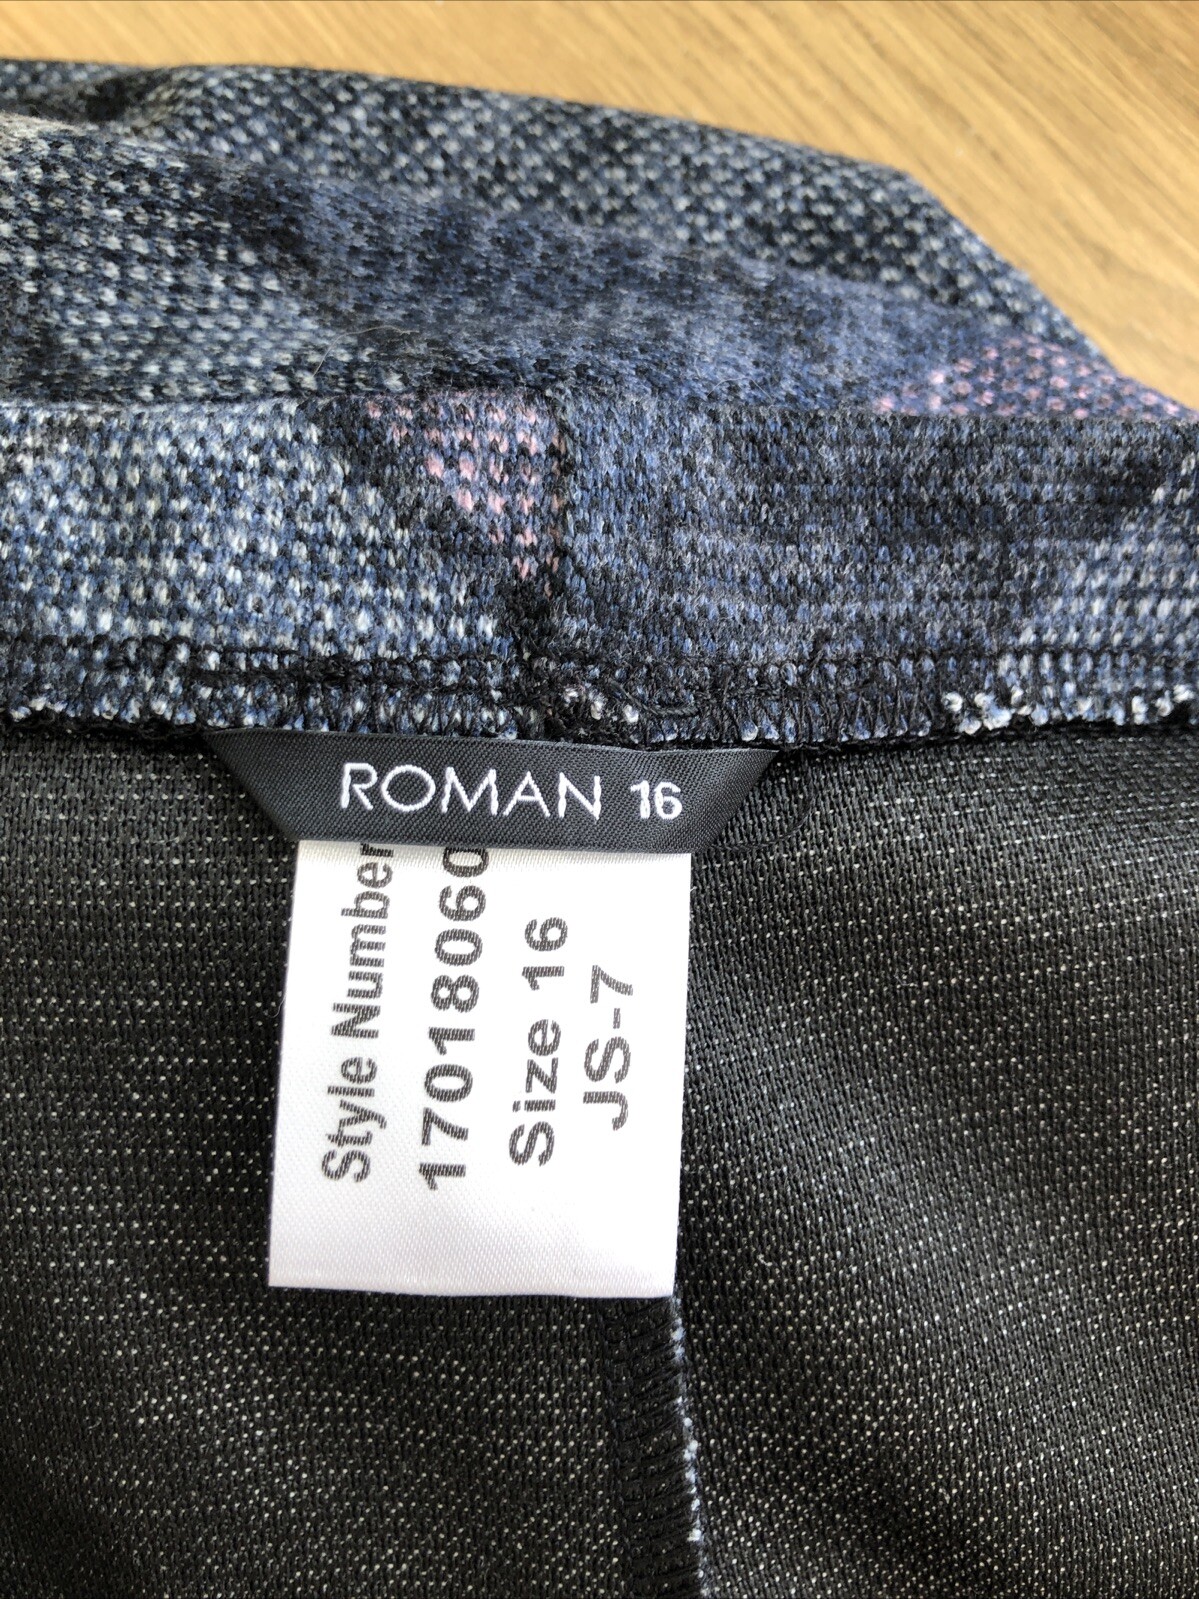 ROMAN 16
Style Number
17018060
Size 16
JS-7